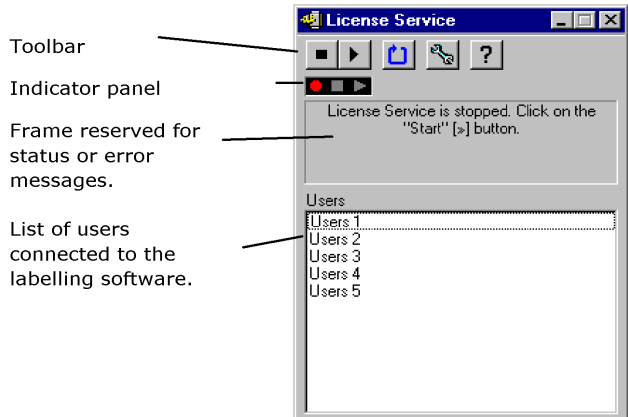 Toolbar
Indicator panel
Frame reserved for
status or error
messages.
List of users
connected to the
labelling software.
License Service
?
License Service is stopped. Click on the
"Start" [»] button.
Users
Users 1
Users 2
Users 3
Users 4
Users 5